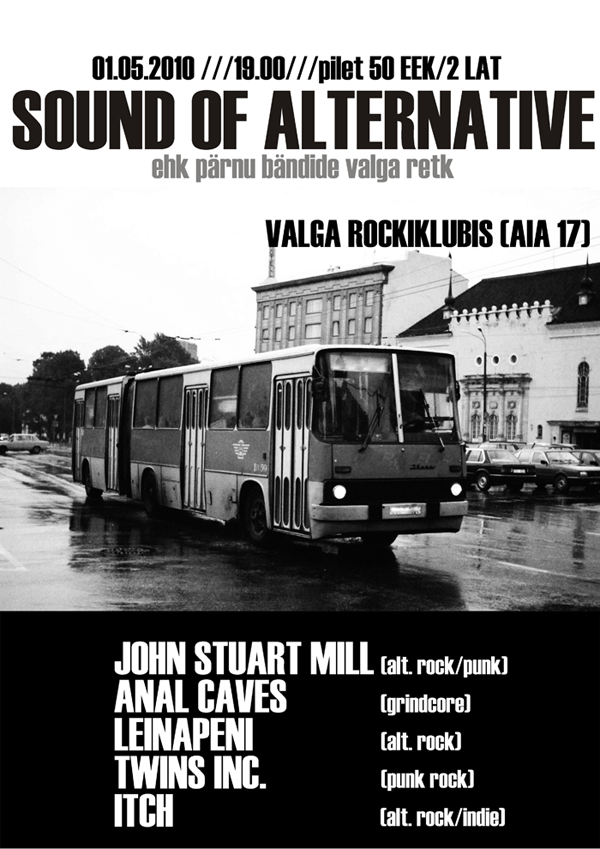 01.05.2010 ///19.00///pilet 50 EEK/2 LAT
SOUND OF ALTERNATIVE
ehk pärnu bändide valga retk
VALGA ROCKIKLUBIS (AIA 17)
Ikarus
JOHN STUART MILL (alt. rock/punk)
ANAL CAVES (grindcore)
LEINAPENI (alt. rock)
TWINS INC. (punk rock)
ITCH (alt. rock/indie)